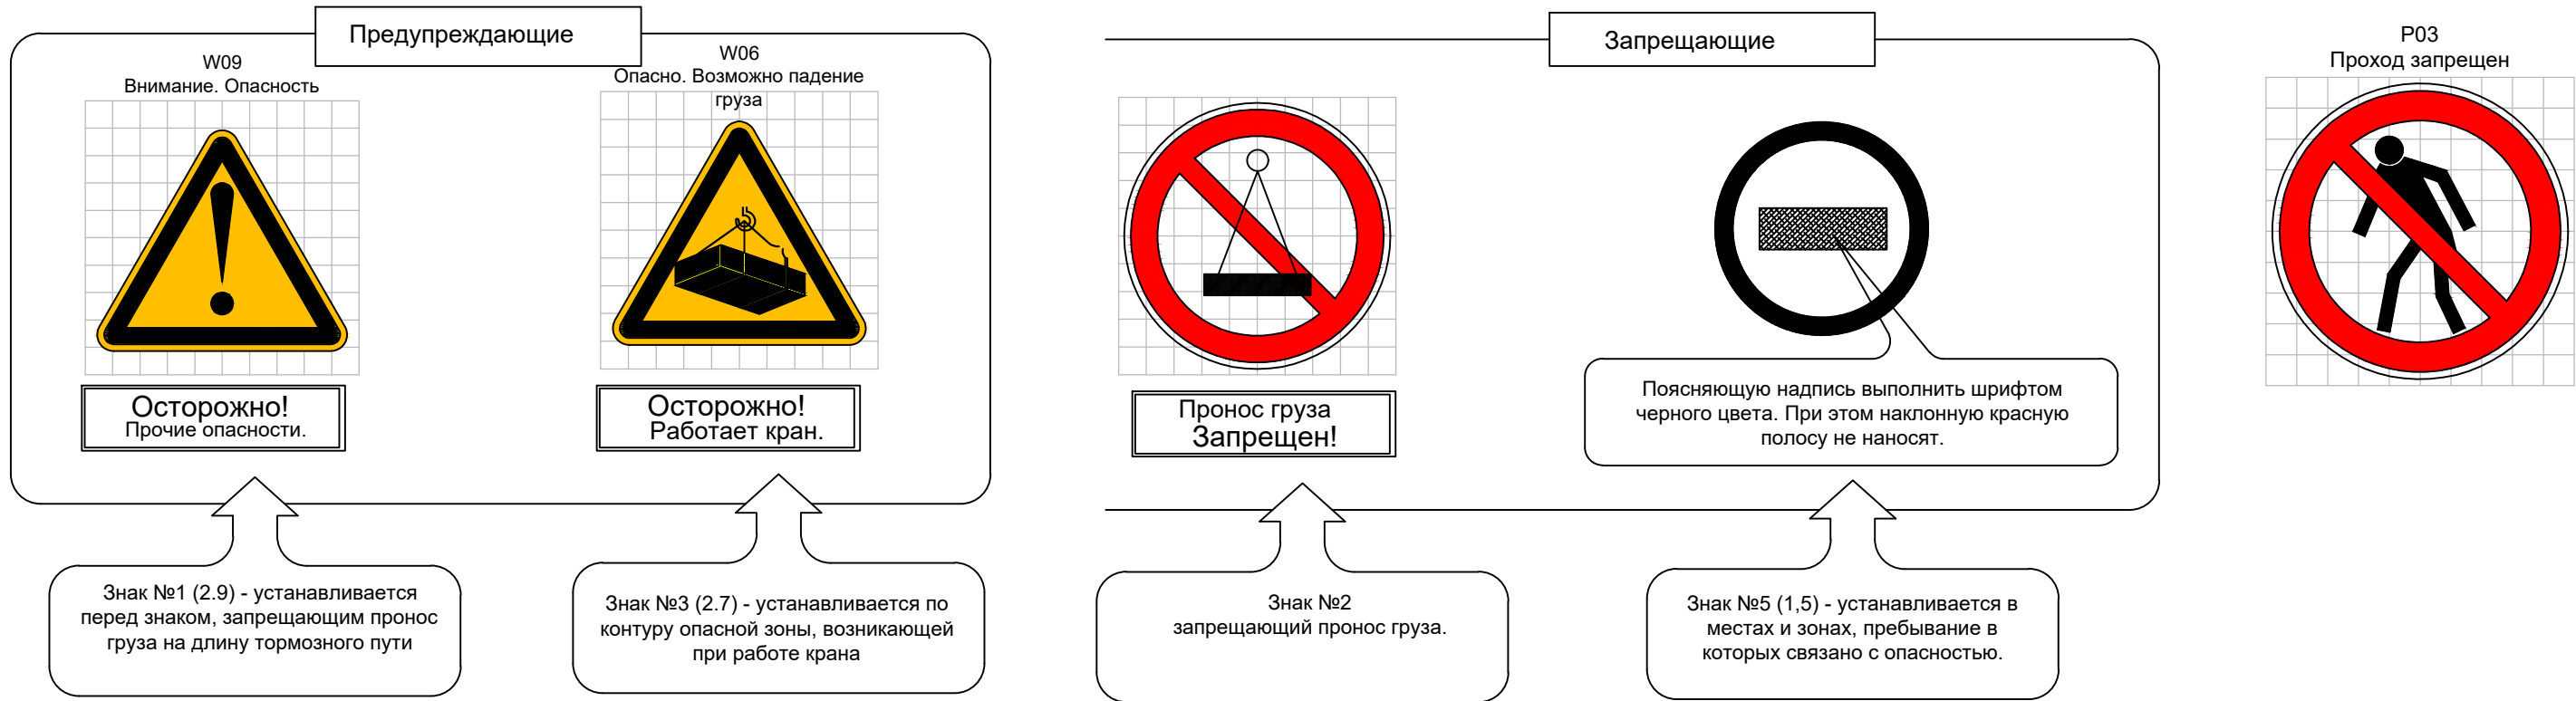 Предупреждающие
W09
Внимание. Опасность
W06
Опасно. Возможно падение
груза
Осторожно!
Прочие опасности.
Осторожно!
Работает кран.
Знак №1 (2.9) - устанавливается
перед знаком, запрещающим пронос
груза на длину тормозного пути
Знак №3 (2.7) - устанавливается по
контуру опасной зоны, возникающей
при работе крана
Запрещающие
Пронос груза
Запрещен!
Поясняющую надпись выполнить шрифтом
черного цвета. При этом наклонную красную
полосу не наносят.
Знак №2
запрещающий пронос груза.
Знак №5 (1,5) - устанавливается в
местах и зонах, пребывание в
которых связано с опасностью.
P03
Проход запрещен